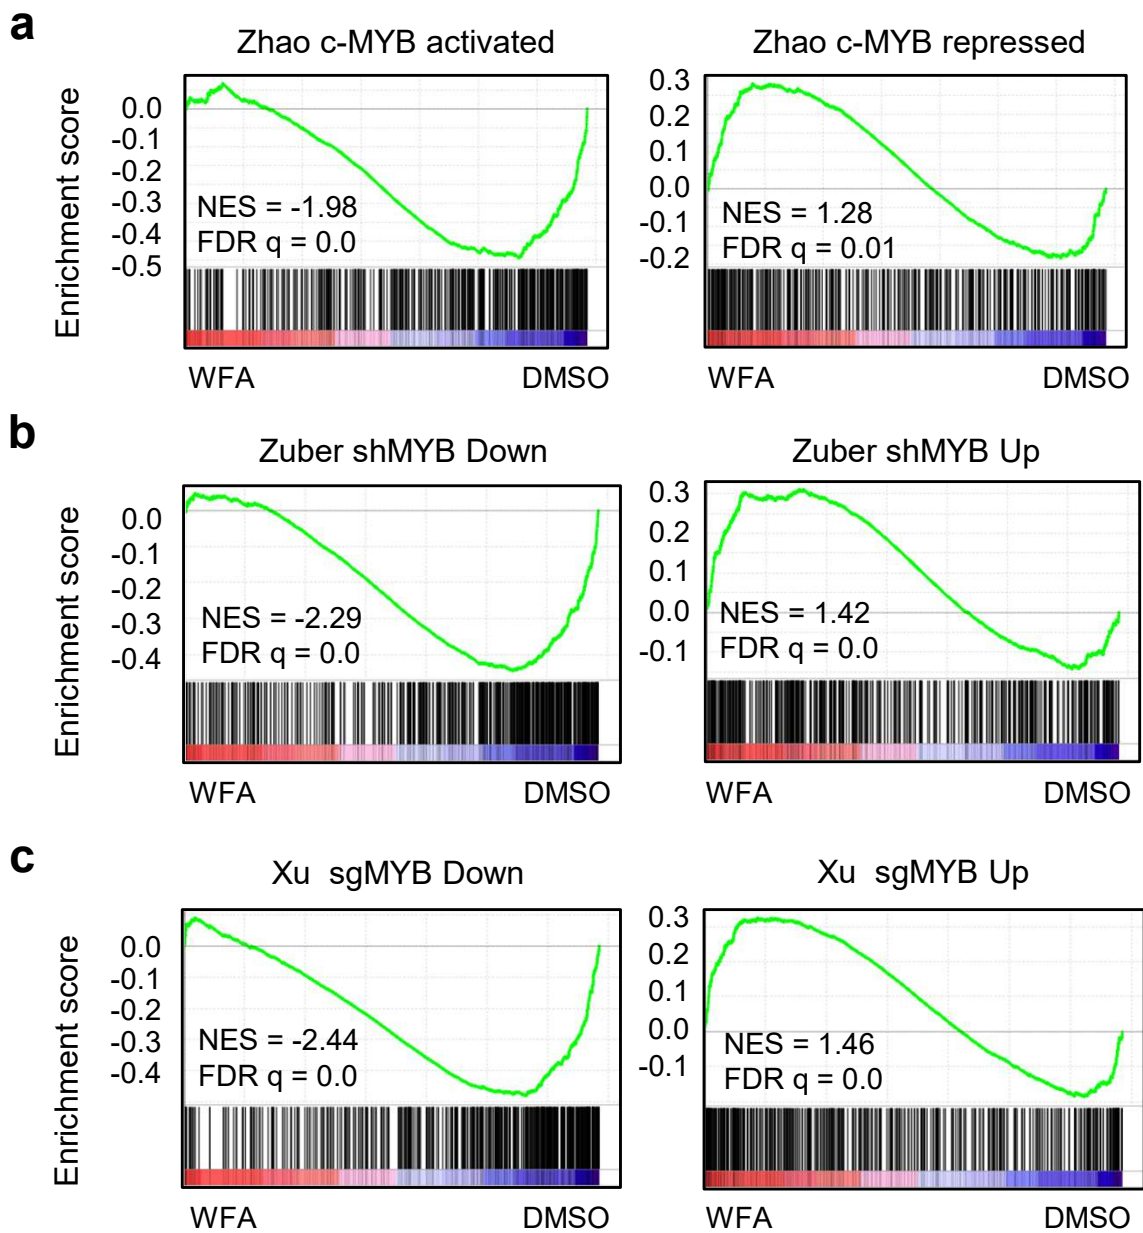 a
Zhao c-MYB activated
Zhao c-MYB repressed
Enrichment score
0.0
-0.1
-0.2
-0.3
-0.4
-0.5
NES = -1.98
FDR q = 0.0
WFA
DMSO
0.3
0.2
0.1
0.0
-0.1
-0.2
NES = 1.28
FDR q = 0.01
WFA
DMSO
b
Zuber shMYB Down
Zuber shMYB Up
Enrichment score
0.0
-0.1
-0.2
-0.3
-0.4
NES = -2.29
FDR q = 0.0
WFA
DMSO
0.3
0.2
0.1
0.0
-0.1
NES = 1.42
FDR q = 0.0
WFA
DMSO
c
Xu sgMYB Down
Xu sgMYB Up
Enrichment score
0.0
-0.1
-0.2
-0.3
-0.4
NES = -2.44
FDR q = 0.0
WFA
DMSO
0.3
0.2
0.1
0.0
-0.1
NES = 1.46
FDR q = 0.0
WFA
DMSO